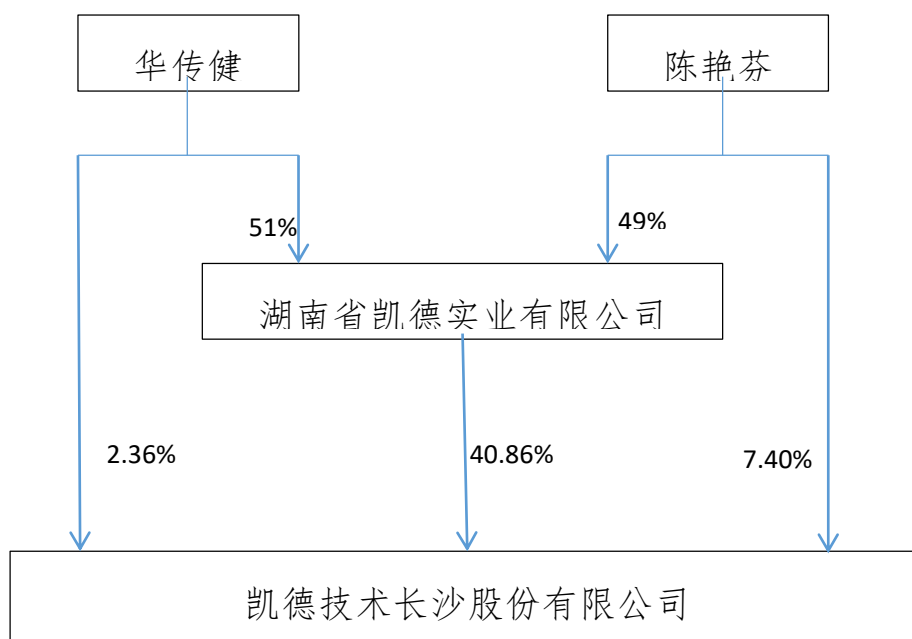 华传健
陈艳芬
51%
49%
湖南省凯德实业有限公司
2.36%
40.86%
7.40%
凯德技术长沙股份有限公司